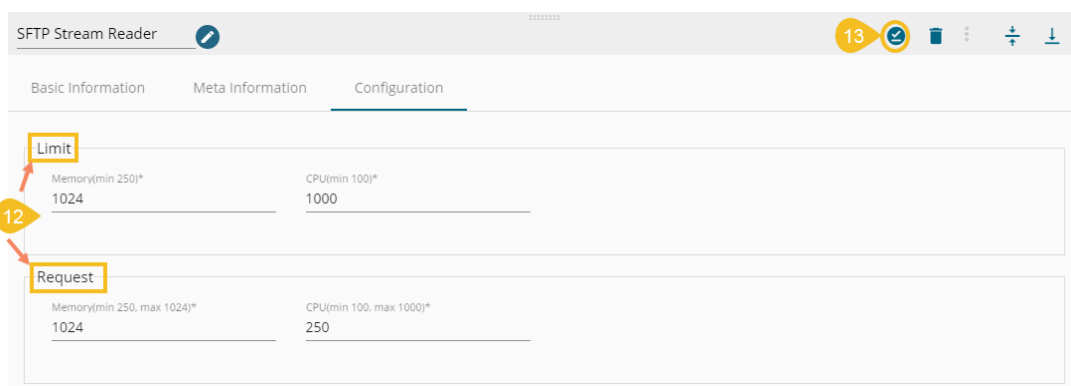 SFTP Stream Reader
13
Basic Information Meta Information Configuration
Limit
Memory(min 250)* CPU(min 100)*
1024 1000
12
Request
Memory(min 250, max 1024)* CPU(min 100, max 1000)*
1024 250